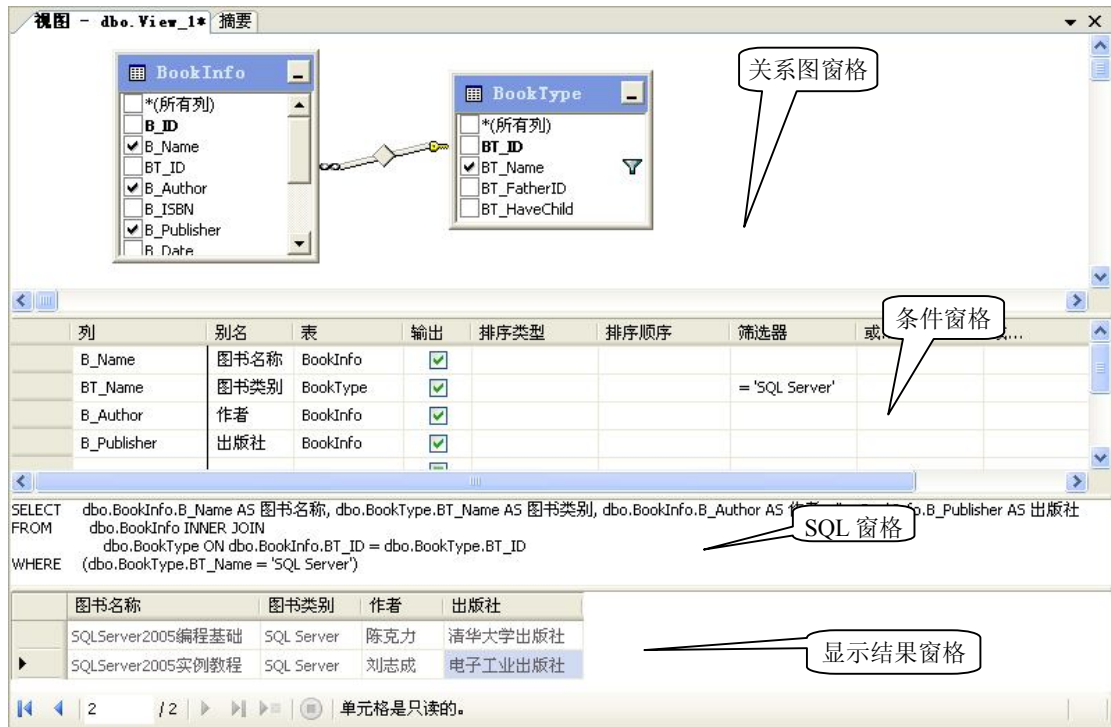 视图 - dbo.View_1* 摘要
BookInfo
*(所有列)
B_ID
B_Name
BT_ID
B_Author
B_ISBN
B_Publisher
B_Date
BookType
*(所有列)
BT_ID
BT_Name
BT_FatherID
BT_HaveChild
关系图窗格
条件窗格
列 别名 表 输出 排序类型 排序顺序 筛选器 或...
B_Name 图书名称 BookInfo
BT_Name 图书类别 BookType = 'SQL Server'
B_Author 作者 BookInfo
B_Publisher 出版社 BookInfo
SELECT dbo.BookInfo.B_Name AS 图书名称, dbo.BookType.BT_Name AS 图书类别, dbo.BookInfo.B_Author AS .B_Publisher AS 出版社
FROM dbo.BookInfo INNER JOIN
dbo.BookType ON dbo.BookInfo.BT_ID = dbo.BookType.BT_ID
WHERE (dbo.BookType.BT_Name = 'SQL Server')
SQL 窗格
图书名称 图书类别 作者 出版社
SQLServer2005编程基础 SQL Server 陈克力 清华大学出版社
SQLServer2005实例教程 SQL Server 刘志成 电子工业出版社
显示结果窗格
2 / 2 单元格是只读的。